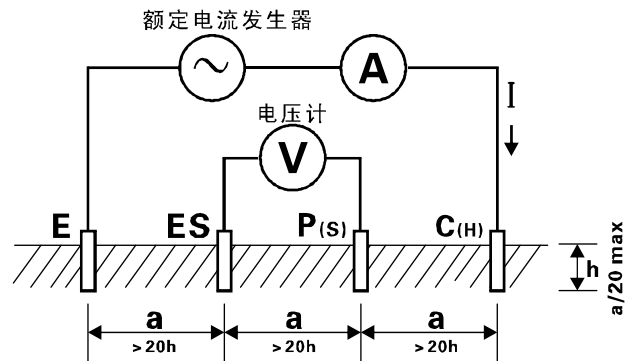 额定电流发生器
A
I
电压计
V
E ES P(S) C(H)
h
a/20 max
a a a
>20h >20h >20h